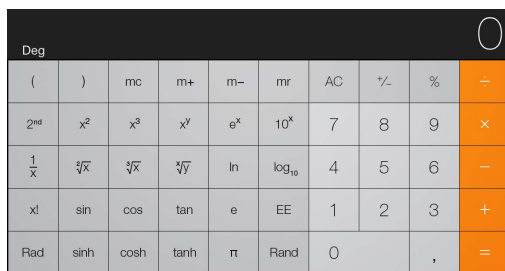 0
Deg
( ) mc m+ m- mr AC +/- % ÷
2nd x² x³ xʸ eˣ 10ˣ 7 8 9 ×
1/x ²√x ³√x ˣ√y ln log₁₀ 4 5 6 −
x! sin cos tan e EE 1 2 3 +
Rad sinh cosh tanh π Rand 0 , =